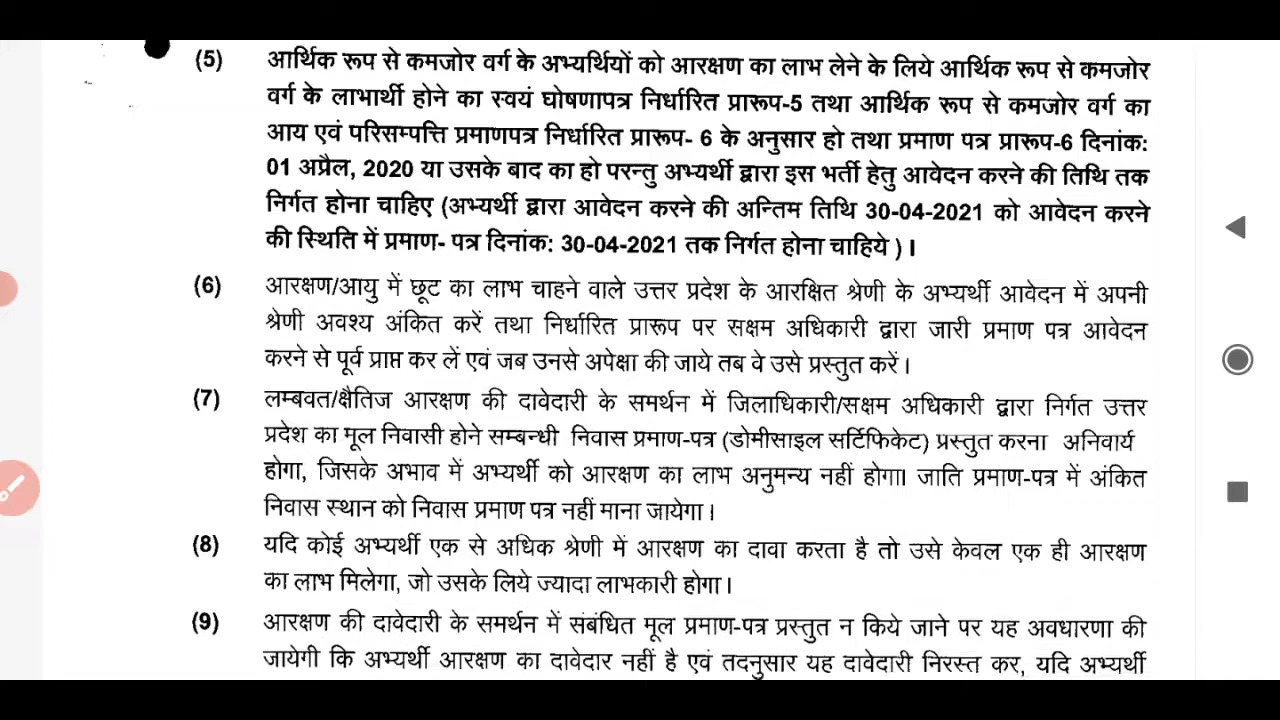 (5) आर्थिक रूप से कमजोर वर्ग के अभ्यर्थियों को आरक्षण का लाभ लेने के लिये आर्थिक रूप से कमजोर
वर्ग के लाभार्थी होने का स्वयं घोषणापत्र निर्धारित प्रारूप-5 तथा आर्थिक रूप से कमजोर वर्ग का
आय एवं परिसम्पत्ति प्रमाणपत्र निर्धारित प्रारूप- 6 के अनुसार हो तथा प्रमाण पत्र प्रारूप-6 दिनांक:
01 अप्रैल, 2020 या उसके बाद का हो परन्तु अभ्यर्थी द्वारा इस भर्ती हेतु आवेदन करने की तिथि तक
निर्गत होना चाहिए (अभ्यर्थी द्वारा आवेदन करने की अन्तिम तिथि 30-04-2021 को आवेदन करने
की स्थिति में प्रमाण- पत्र दिनांक: 30-04-2021 तक निर्गत होना चाहिये ) ।
(6) आरक्षण/आयु में छूट का लाभ चाहने वाले उत्तर प्रदेश के आरक्षित श्रेणी के अभ्यर्थी आवेदन में अपनी
श्रेणी अवश्य अंकित करें तथा निर्धारित प्रारूप पर सक्षम अधिकारी द्वारा जारी प्रमाण पत्र आवेदन
करने से पूर्व प्राप्त कर लें एवं जब उनसे अपेक्षा की जाये तब वे उसे प्रस्तुत करें।
(7) लम्बवत/क्षैतिज आरक्षण की दावेदारी के समर्थन में जिलाधिकारी/सक्षम अधिकारी द्वारा निर्गत उत्तर
प्रदेश का मूल निवासी होने सम्बन्धी निवास प्रमाण-पत्र (डोमीसाइल सर्टिफिकेट) प्रस्तुत करना अनिवार्य
होगा, जिसके अभाव में अभ्यर्थी को आरक्षण का लाभ अनुमन्य नहीं होगा। जाति प्रमाण-पत्र में अंकित
निवास स्थान को निवास प्रमाण पत्र नहीं माना जायेगा।
(8) यदि कोई अभ्यर्थी एक से अधिक श्रेणी में आरक्षण का दावा करता है तो उसे केवल एक ही आरक्षण
का लाभ मिलेगा, जो उसके लिये ज्यादा लाभकारी होगा।
(9) आरक्षण की दावेदारी के समर्थन में संबंधित मूल प्रमाण-पत्र प्रस्तुत न किये जाने पर यह अवधारणा की
जायेगी कि अभ्यर्थी आरक्षण का दावेदार नहीं है एवं तदनुसार यह दावेदारी निरस्त कर, यदि अभ्यर्थी